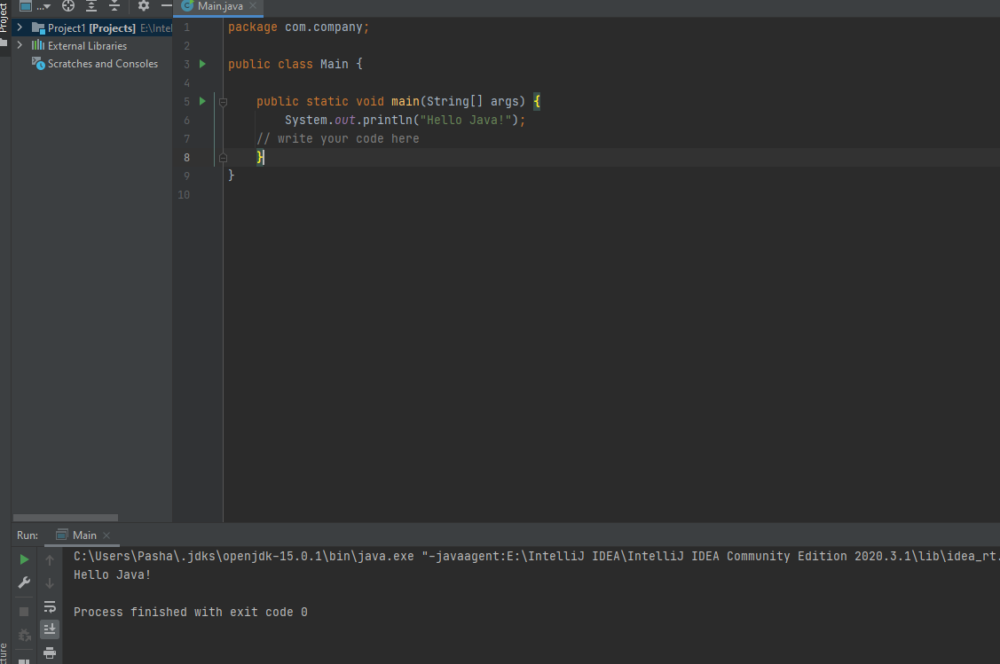 Project
...
Main.java
Project1 [Projects] E:\Intel
External Libraries
Scratches and Consoles
1 package com.company;
2
3 public class Main {
4
5 public static void main(String[] args) {
6 System.out.println("Hello Java!");
7 // write your code here
8 }
9 }
10
Run: Main
C:\Users\Pasha\.jdks\openjdk-15.0.1\bin\java.exe "-javaagent:E:\IntelliJ IDEA\IntelliJ IDEA Community Edition 2020.3.1\lib\idea_rt.
Hello Java!
Process finished with exit code 0